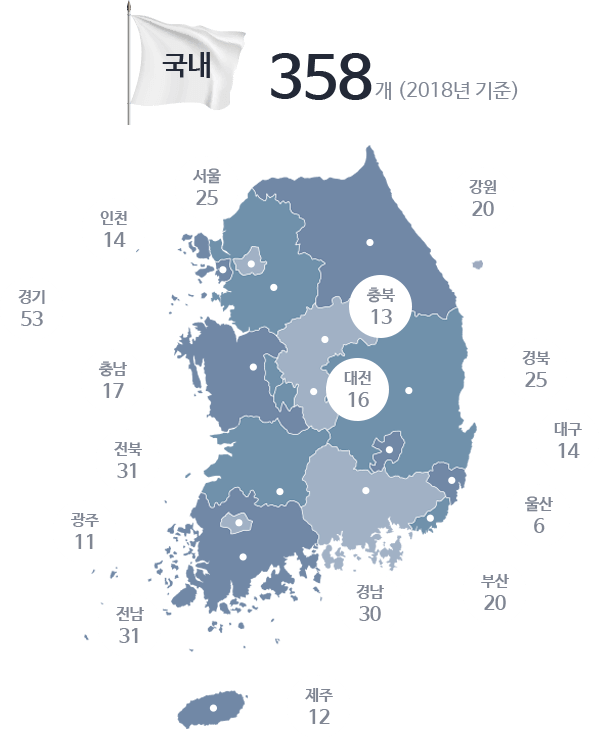 국내
358개 (2018년 기준)
서울
25
강원
20
인천
14
경기
53
충북
13
충남
17
대전
16
경북
25
대구
14
전북
31
울산
6
광주
11
부산
20
경남
30
전남
31
제주
12